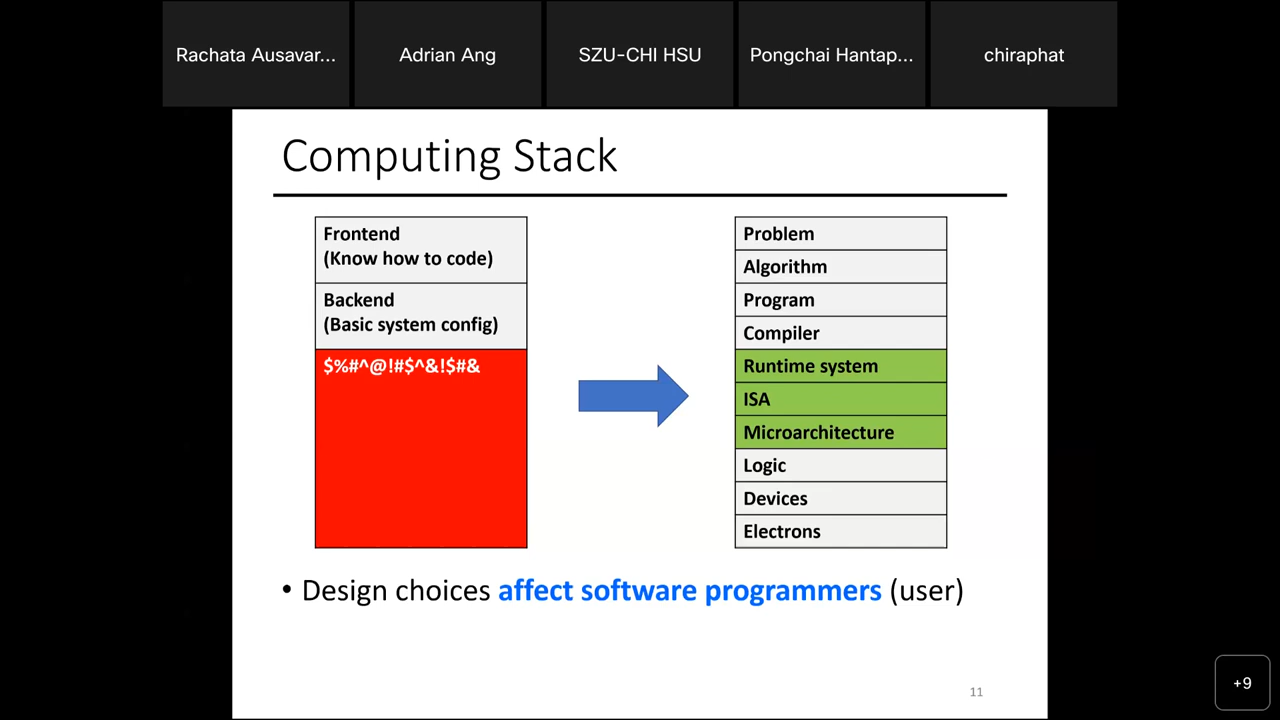 Rachata Ausavar...
Adrian Ang
SZU-CHI HSU
Pongchai Hantap...
chiraphat
Computing Stack
Frontend
(Know how to code)
Backend
(Basic system config)
$%#^@!#$^&!$#&
Problem
Algorithm
Program
Compiler
Runtime system
ISA
Microarchitecture
Logic
Devices
Electrons
• Design choices affect software programmers (user)
11
+9